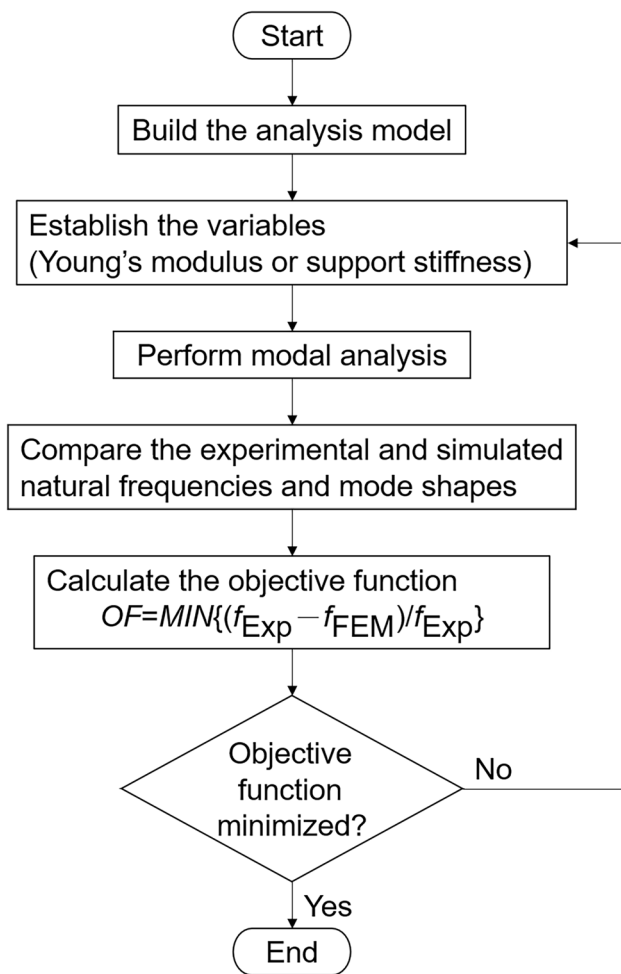 Start
Build the analysis model
Establish the variables
(Young's modulus or support stiffness)
Perform modal analysis
Compare the experimental and simulated
natural frequencies and mode shapes
Calculate the objective function
OF=MIN{(fExp – fFEM)/fExp}
Objective
function
minimized?
No
Yes
End